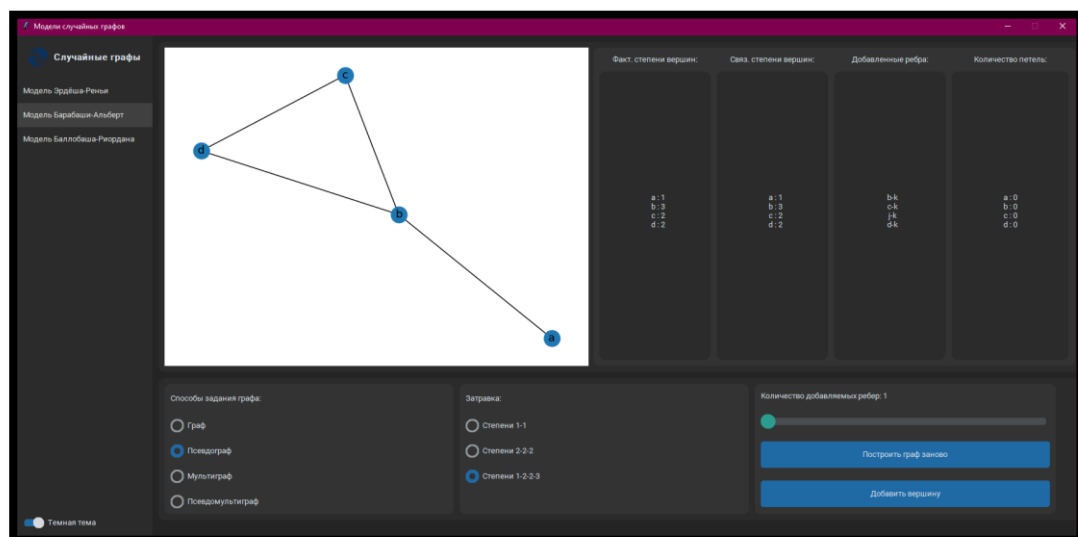 Модели случайных графов
Случайные графы
Модель Эрдёша-Реньи
Модель Барабаши-Альберт
Модель Баллобаша-Риордана
c
d
b
a
Факт. степени вершин:
a : 1
b : 3
c : 2
d : 2
Связ. степени вершин:
a : 1
b : 3
c : 2
d : 2
Добавленные ребра:
b-k
c-k
j-k
d-k
Количество петель:
a : 0
b : 0
c : 0
d : 0
Способы задания графа:
Граф
Псевдограф
Мультиграф
Псевдомультиграф
Затравка:
Степени 1-1
Степени 2-2-2
Степени 1-2-2-3
Количество добавляемых ребер: 1
Построить граф заново
Добавить вершину
Темная тема